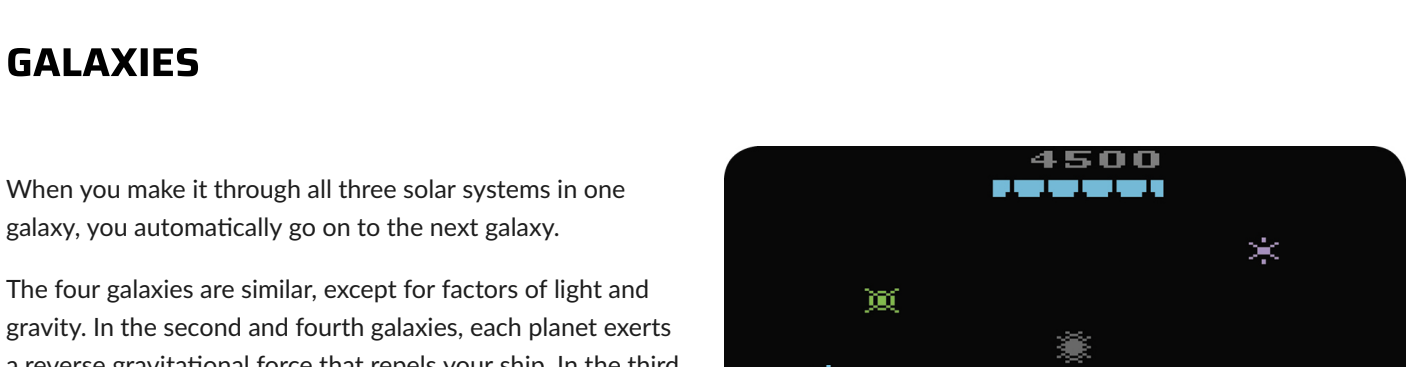 GALAXIES
When you make it through all three solar systems in one
galaxy, you automatically go on to the next galaxy.
The four galaxies are similar, except for factors of light and
gravity. In the second and fourth galaxies, each planet exerts
a reverse gravitational force that repels your ship. In the third
4500